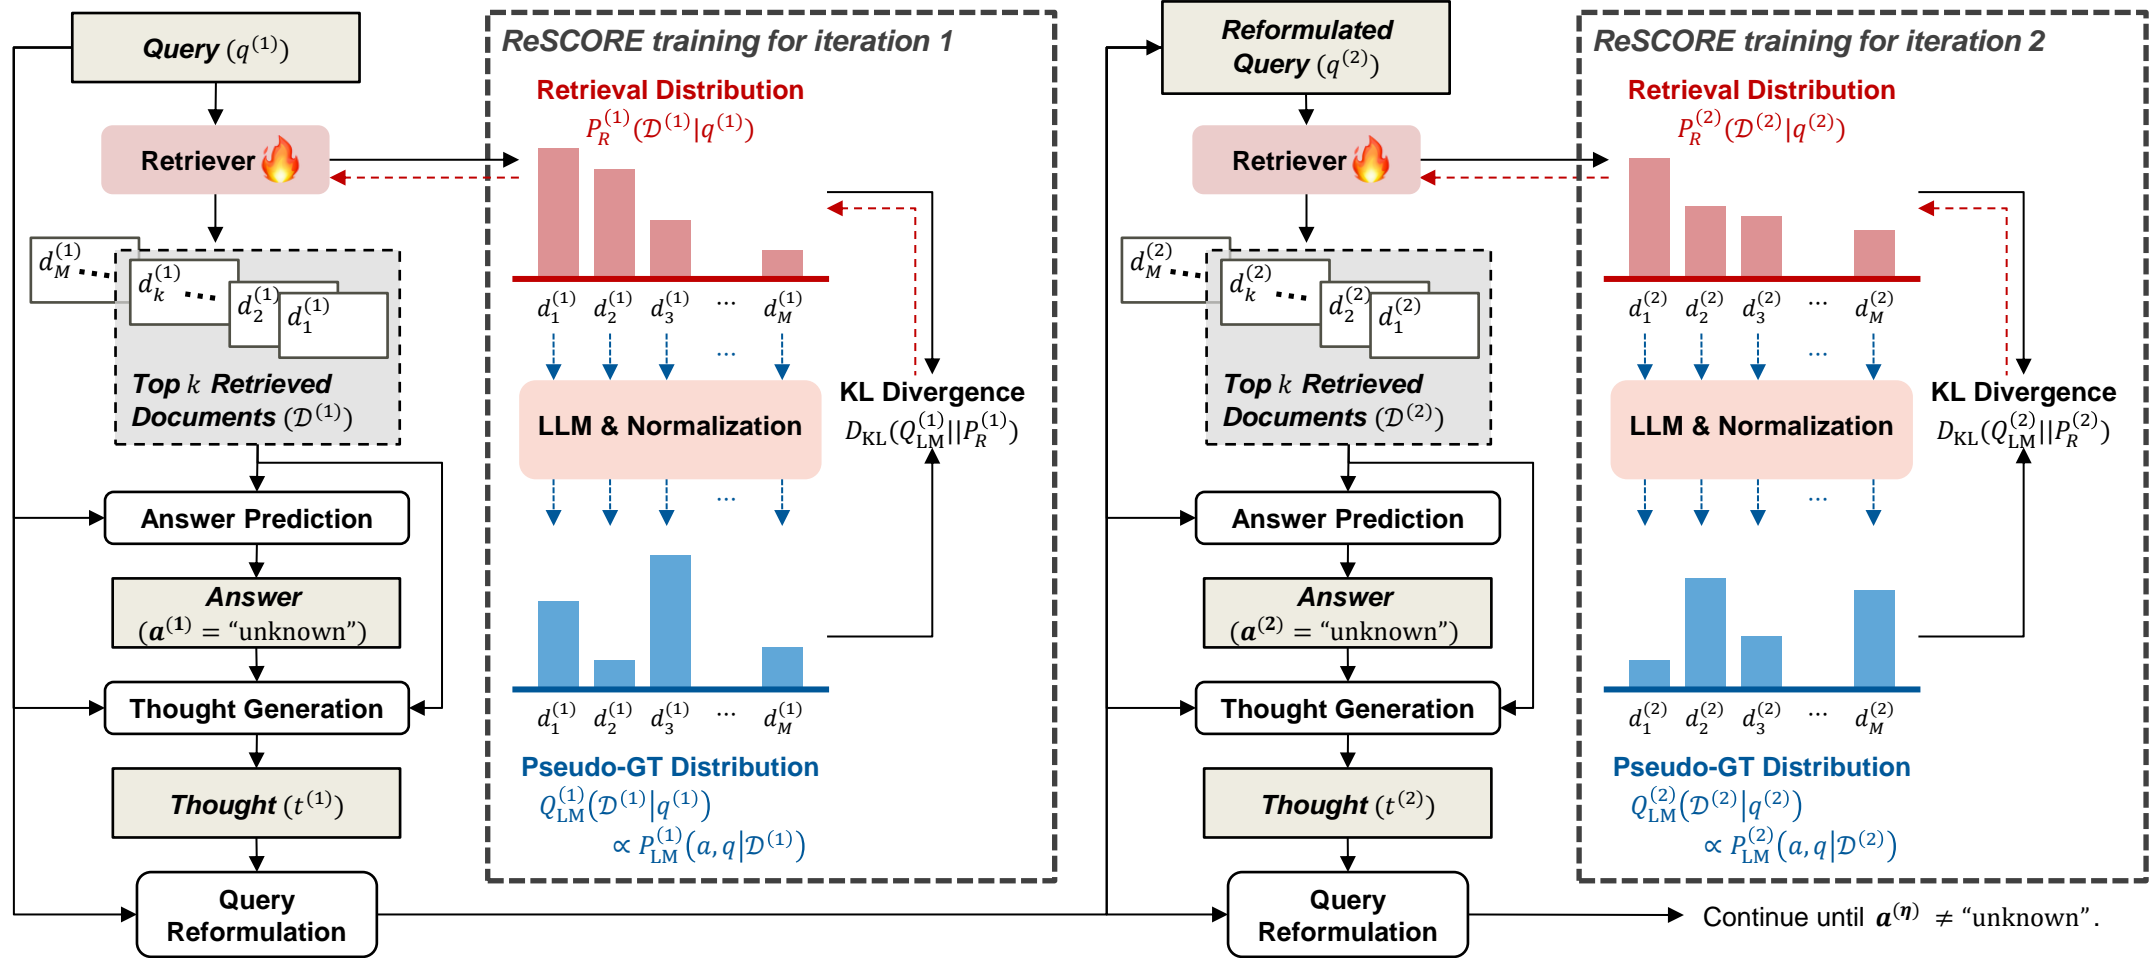 Query (q^(1))
Retriever
d_M^(1)
d_k^(1)
d_2^(1)
d_1^(1)
Top k Retrieved
Documents (𝒟^(1))
Answer Prediction
Answer
(a^(1) = “unknown”)
Thought Generation
Thought (t^(1))
Query
Reformulation
ReSCORE training for iteration 1
Retrieval Distribution
P_R^(1)(𝒟^(1)|q^(1))
d_1^(1) d_2^(1) d_3^(1) ... d_M^(1)
...
LLM & Normalization
...
KL Divergence
D_KL(Q_LM^(1)||P_R^(1))
d_1^(1) d_2^(1) d_3^(1) ... d_M^(1)
Pseudo-GT Distribution
Q_LM^(1)(𝒟^(1)|q^(1))
∝ P_LM^(1)(a, q|𝒟^(1))
Reformulated
Query (q^(2))
Retriever
d_M^(2)
d_k^(2)
d_2^(2)
d_1^(2)
Top k Retrieved
Documents (𝒟^(2))
Answer Prediction
Answer
(a^(2) = “unknown”)
Thought Generation
Thought (t^(2))
Query
Reformulation
ReSCORE training for iteration 2
Retrieval Distribution
P_R^(2)(𝒟^(2)|q^(2))
d_1^(2) d_2^(2) d_3^(2) ... d_M^(2)
...
LLM & Normalization
...
KL Divergence
D_KL(Q_LM^(2)||P_R^(2))
d_1^(2) d_2^(2) d_3^(2) ... d_M^(2)
Pseudo-GT Distribution
Q_LM^(2)(𝒟^(2)|q^(2))
∝ P_LM^(2)(a, q|𝒟^(2))
Continue until a^(η) ≠ “unknown”.